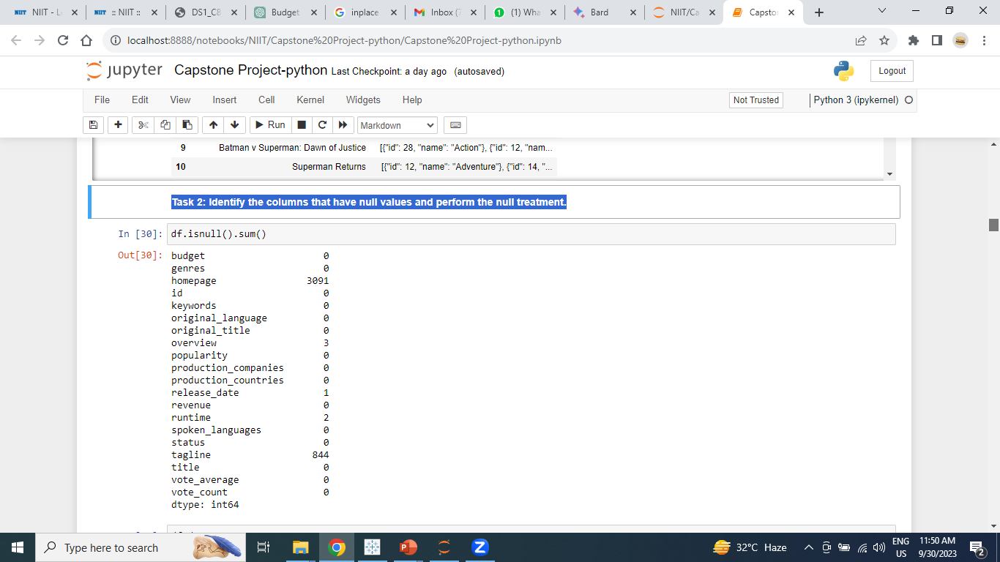 NIIT - L
:: NIIT ::
DS1_C8
Budget
inplace
Inbox (7
(1) Wha
Bard
NIIT/Ca
Capsto
localhost:8888/notebooks/NIIT/Capstone%20Project-python/Capstone%20Project-python.ipynb
jupyter Capstone Project-python Last Checkpoint: a day ago (autosaved)
Logout
File Edit View Insert Cell Kernel Widgets Help
Not Trusted
Python 3 (ipykernel)
Run
Markdown
9 Batman v Superman: Dawn of Justice [{"id": 28, "name": "Action"}, {"id": 12, "nam...
10 Superman Returns [{"id": 12, "name": "Adventure"}, {"id": 14, "...
Task 2: Identify the columns that have null values and perform the null treatment.
In [30]: df.isnull().sum()
Out[30]: budget 0
genres 0
homepage 3091
id 0
keywords 0
original_language 0
original_title 0
overview 3
popularity 0
production_companies 0
production_countries 0
release_date 1
revenue 0
runtime 2
spoken_languages 0
status 0
tagline 844
title 0
vote_average 0
vote_count 0
dtype: int64
Type here to search
32°C Haze
ENG
US
11:50 AM
9/30/2023
2